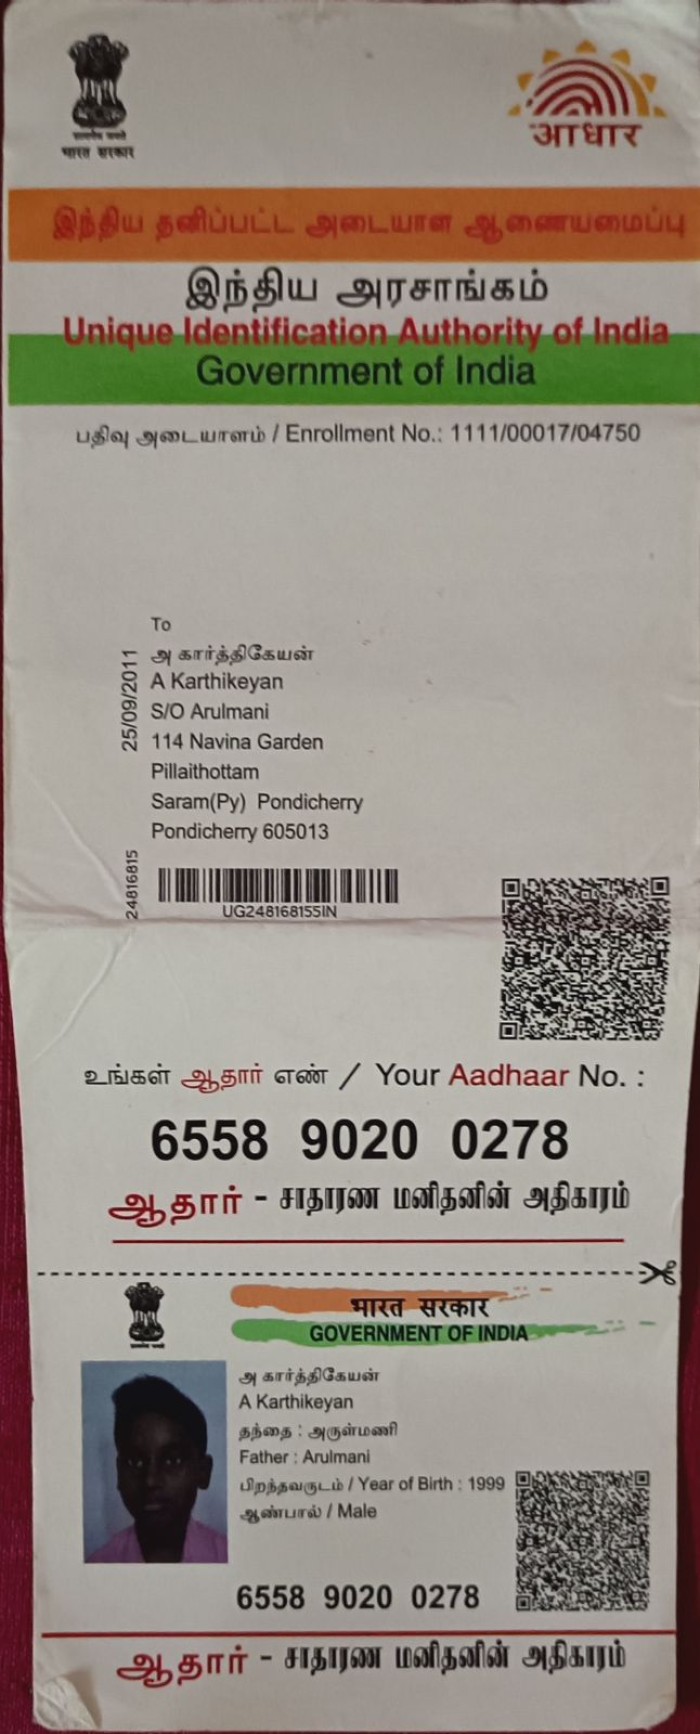 सत्यमेव जयते
भारत सरकार
आधार
இந்திய தனிப்பட்ட அடையாள ஆணையமைப்பு
இந்திய அரசாங்கம்
Unique Identification Authority of India
Government of India
பதிவு அடையாளம் / Enrollment No.: 1111/00017/04750
To
அ கார்த்திகேயன்
A Karthikeyan
S/O Arulmani
114 Navina Garden
Pillaithottam
Saram(Py) Pondicherry
Pondicherry 605013
25/09/2011
24816815
UG248168155IN
உங்கள் ஆதார் எண் / Your Aadhaar No. :
6558 9020 0278
ஆதார் - சாதாரண மனிதனின் அதிகாரம்
भारत सरकार
GOVERNMENT OF INDIA
அ கார்த்திகேயன்
A Karthikeyan
தந்தை : அருள்மணி
Father : Arulmani
பிறந்தவருடம் / Year of Birth : 1999
ஆண்பால் / Male
6558 9020 0278
ஆதார் - சாதாரண மனிதனின் அதிகாரம்